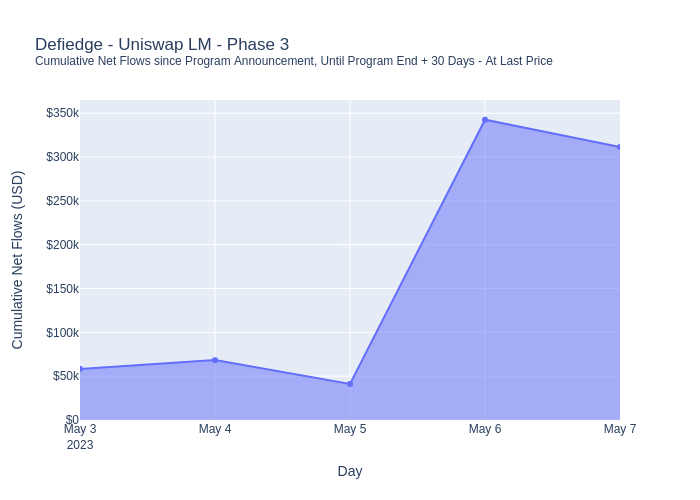 Defiedge - Uniswap LM - Phase 3
Cumulative Net Flows since Program Announcement, Until Program End + 30 Days - At Last Price
Cumulative Net Flows (USD)
$350k
$300k
$250k
$200k
$150k
$100k
$50k
$0
May 3
2023
May 4
May 5
May 6
May 7
Day